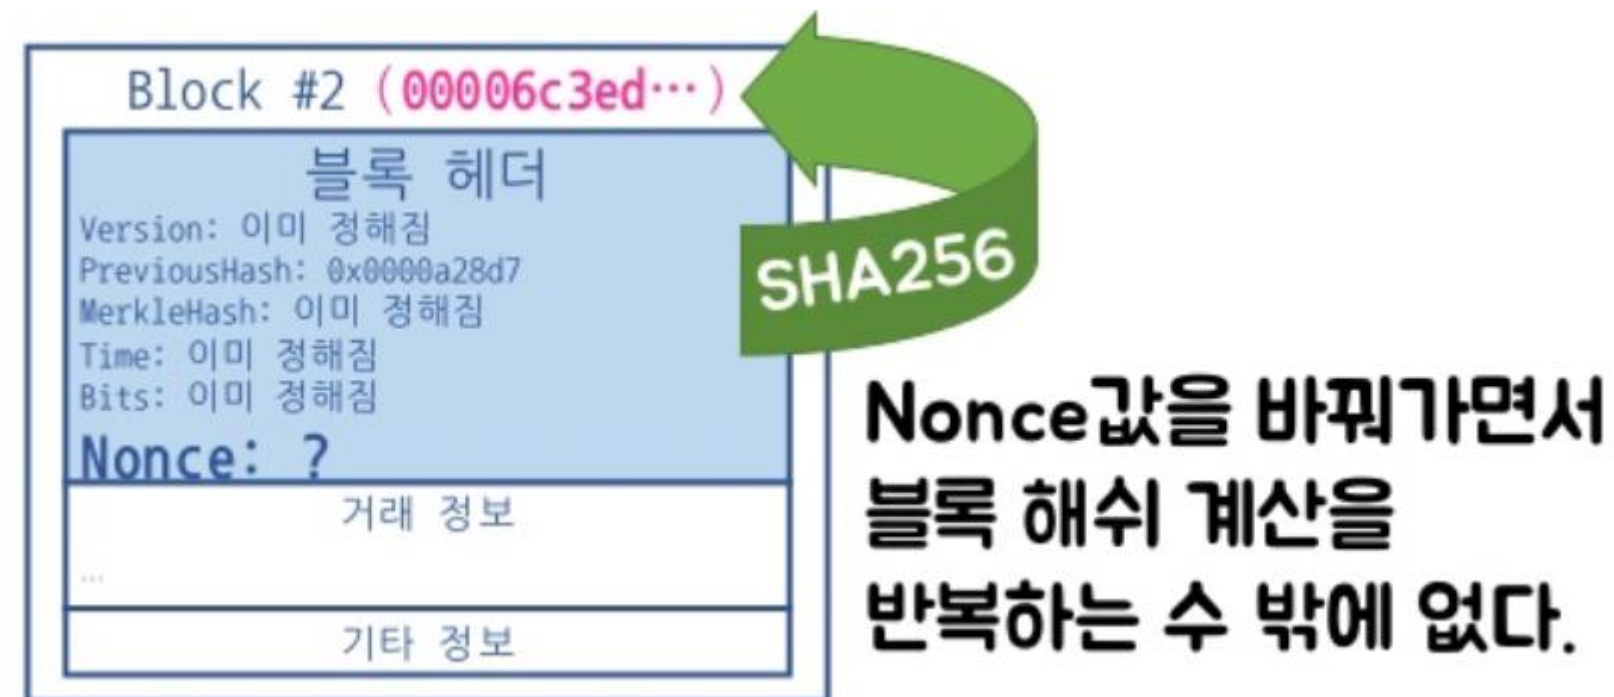 Block #2 (00006c3ed…)
블록 헤더
Version: 이미 정해짐
PreviousHash: 0x0000a28d7
MerkleHash: 이미 정해짐
Time: 이미 정해짐
Bits: 이미 정해짐
Nonce: ?
거래 정보
...
기타 정보
SHA256
Nonce값을 바꿔가면서
블록 해쉬 계산을
반복하는 수 밖에 없다.